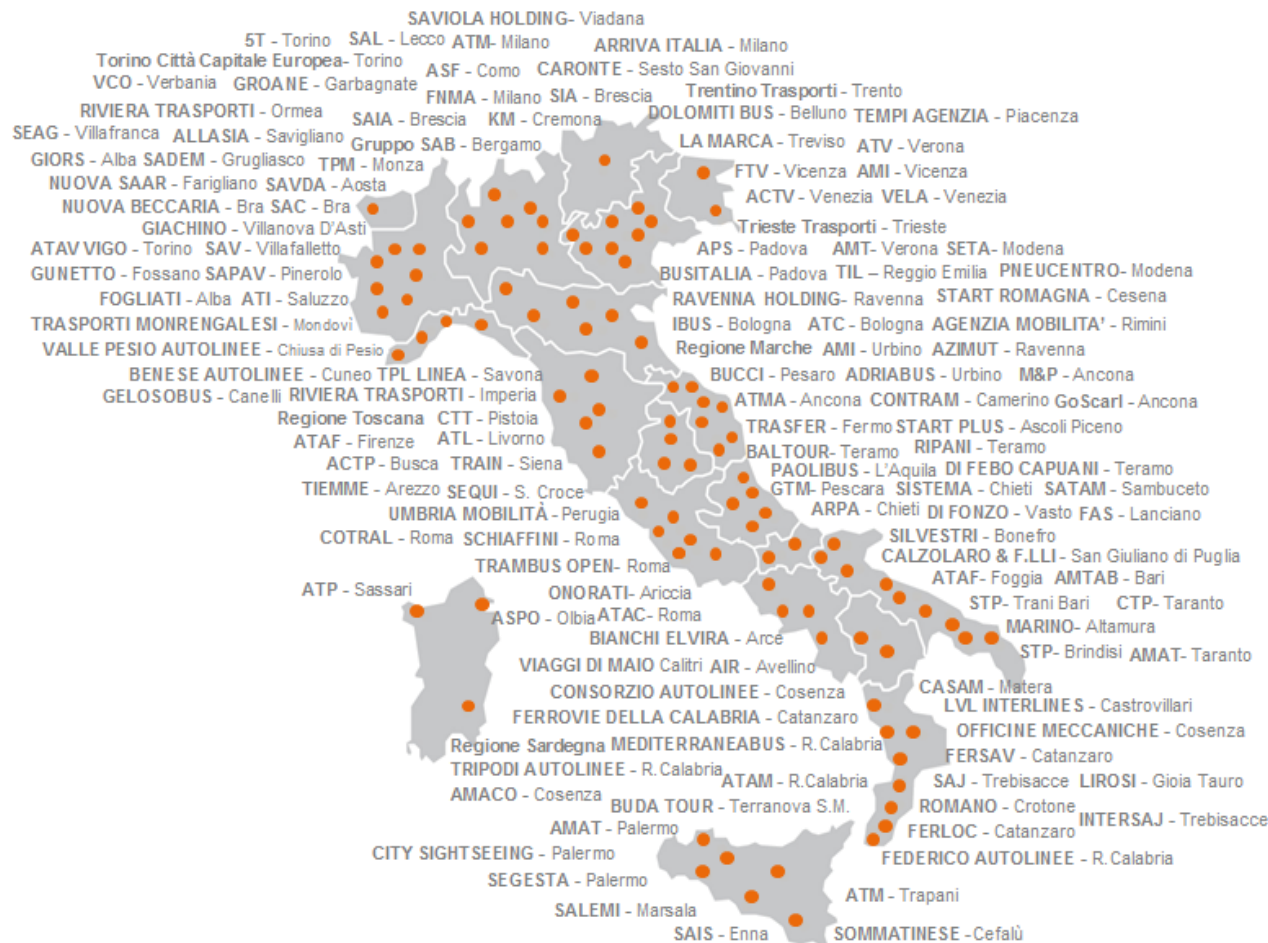 SAVIOLA HOLDING- Viadana
5T - Torino SAL - Lecco ATM- Milano ARRIVA ITALIA - Milano
Torino Città Capitale Europea- Torino ASF - Como CARONTE - Sesto San Giovanni
VCO - Verbania GROANE - Garbagnate FNMA - Milano SIA - Brescia Trentino Trasporti - Trento
RIVIERA TRASPORTI - Ormea SAIA - Brescia KM - Cremona DOLOMITI BUS - Belluno TEMPI AGENZIA - Piacenza
SEAG - Villafranca ALLASIA - Savigliano Gruppo SAB - Bergamo LA MARCA - Treviso ATV - Verona
GIORS - Alba SADEM - Grugliasco TPM - Monza FTV - Vicenza AMI - Vicenza
NUOVA SAAR - Farigliano SAVDA - Aosta ACTV - Venezia VELA - Venezia
NUOVA BECCARIA - Bra SAC - Bra
GIACHINO - Villanova D'Asti Trieste Trasporti - Trieste
ATAV VIGO - Torino SAV - Villafalletto APS - Padova AMT- Verona SETA- Modena
GUNETTO - Fossano SAPAV - Pinerolo BUSITALIA - Padova TIL – Reggio Emilia PNEUCENTRO- Modena
FOGLIATI - Alba ATI - Saluzzo RAVENNA HOLDING- Ravenna START ROMAGNA - Cesena
TRASPORTI MONREGALESI - Mondovì IBUS - Bologna ATC - Bologna AGENZIA MOBILITA' - Rimini
VALLE PESIO AUTOLINEE - Chiusa di Pesio Regione Marche AMI - Urbino AZIMUT - Ravenna
BENESE AUTOLINEE - Cuneo TPL LINEA - Savona BUCCI - Pesaro ADRIABUS - Urbino M&P - Ancona
GELOSOBUS - Canelli RIVIERA TRASPORTI - Imperia ATMA - Ancona CONTRAM - Camerino GoScarl - Ancona
Regione Toscana CTT - Pistoia TRASFER - Fermo START PLUS - Ascoli Piceno
ATAF - Firenze ATL - Livorno BALTOUR- Teramo RIPANI - Teramo
ACTP - Busca TRAIN - Siena PAOLIBUS - L'Aquila DI FEBO CAPUANI - Teramo
TIEMME - Arezzo SEQUI - S. Croce GTM- Pescara SISTEMA - Chieti SATAM - Sambuceto
UMBRIA MOBILITÀ - Perugia ARPA - Chieti DI FONZO - Vasto FAS - Lanciano
COTRAL - Roma SCHIAFFINI - Roma SILVESTRI - Bonefro
TRAMBUS OPEN- Roma CALZOLARO & F.LLI - San Giuliano di Puglia
ATP - Sassari ONORATI- Ariccia ATAF- Foggia AMTAB - Bari
ASPO - Olbia ATAC- Roma STP- Trani Bari CTP- Taranto
BIANCHI ELVIRA - Arce MARINO- Altamura
VIAGGI DI MAIO Calitri AIR - Avellino STP- Brindisi AMAT- Taranto
CONSORZIO AUTOLINEE - Cosenza CASAM - Matera
FERROVIE DELLA CALABRIA - Catanzaro LVL INTERLINES - Castrovillari
Regione Sardegna MEDITERRANEABUS - R.Calabria OFFICINE MECCANICHE - Cosenza
TRIPODI AUTOLINEE - R.Calabria FERSAV - Catanzaro
AMACO - Cosenza ATAM - R.Calabria SAJ - Trebisacce LIROSI - Gioia Tauro
BUDA TOUR - Terranova S.M. ROMANO - Crotone INTERSAJ - Trebisacce
AMAT - Palermo FERLOC - Catanzaro
CITY SIGHTSEEING - Palermo FEDERICO AUTOLINEE - R.Calabria
SEGESTA - Palermo ATM - Trapani
SALEMI - Marsala
SAIS - Enna SOMMATINESE - Cefalù